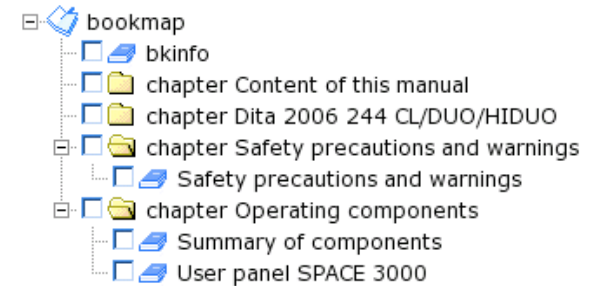 bookmap
bkinfo
chapter Content of this manual
chapter Dita 2006 244 CL/DUO/HIDUO
chapter Safety precautions and warnings
Safety precautions and warnings
chapter Operating components
Summary of components
User panel SPACE 3000